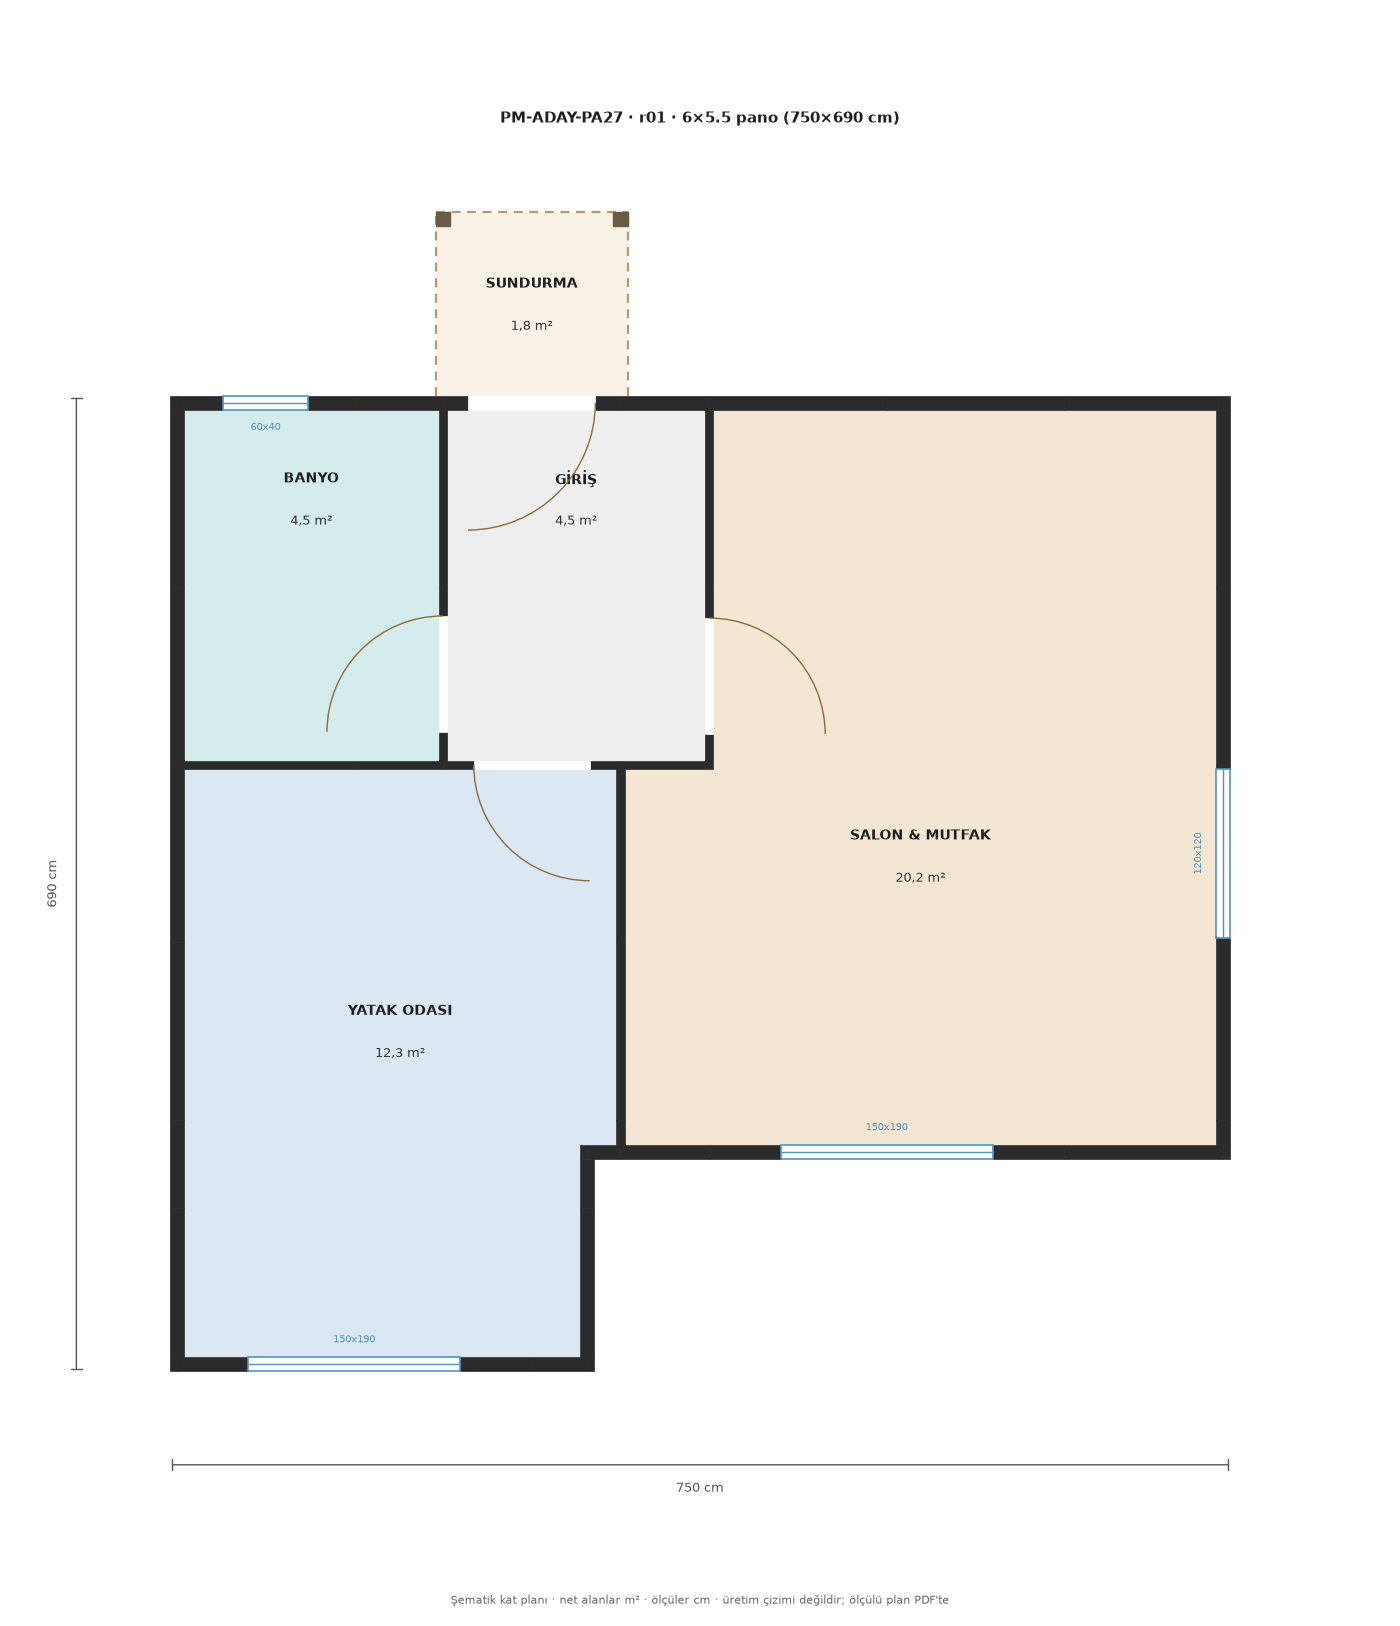 PM-ADAY-PA27 · r01 · 6×5.5 pano (750×690 cm)
SUNDURMA
1,8 m²
60x40
BANYO
4,5 m²
GİRİŞ
4,5 m²
SALON & MUTFAK
20,2 m²
120x120
690 cm
YATAK ODASI
12,3 m²
150x190
150x190
750 cm
Şematik kat planı · net alanlar m² · ölçüler cm · üretim çizimi değildir; ölçülü plan PDF'te